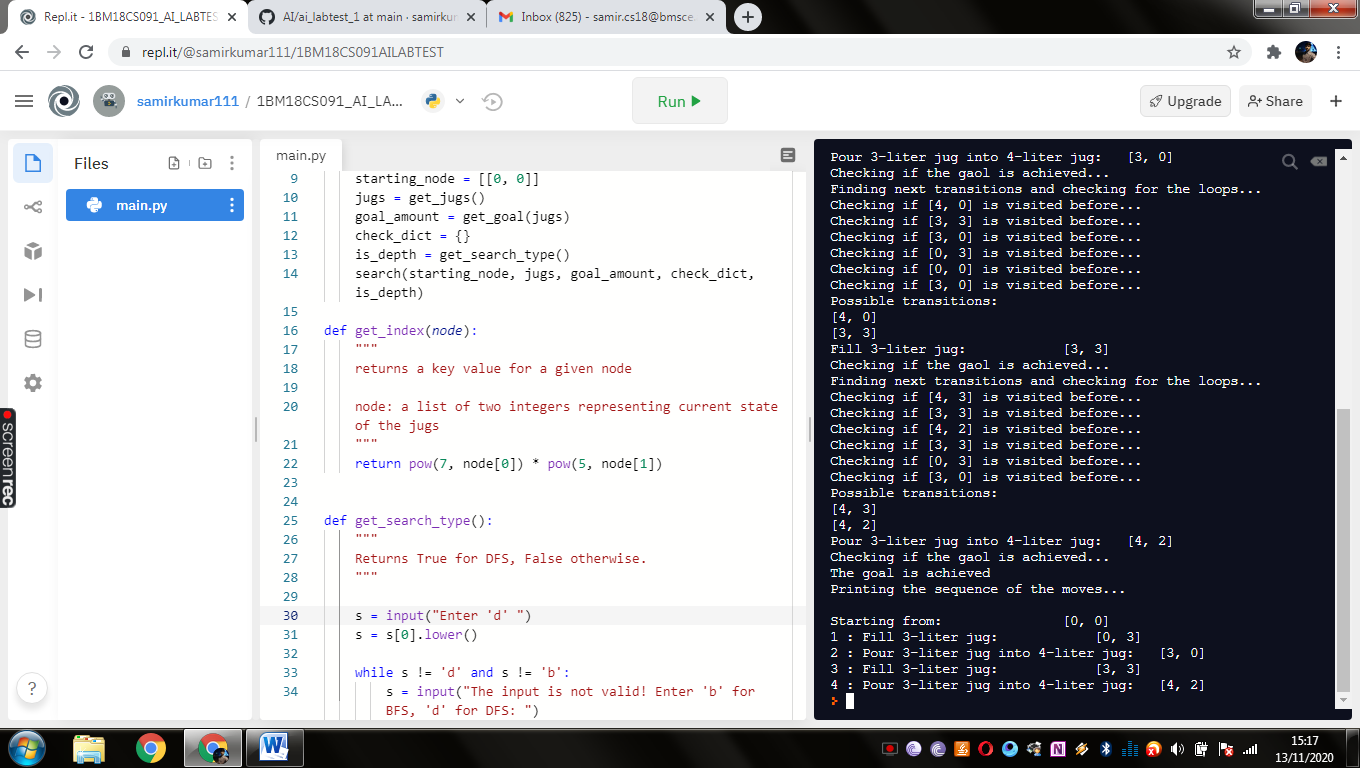 Repl.it - 1BM18CS091_AI_LABTES
AI/ai_labtest_1 at main · samirkum
Inbox (825) - samir.cs18@bmsce.
repl.it/@samirkumar111/1BM18CS091AILABTEST
samirkumar111 / 1BM18CS091_AI_LA...
Run
Upgrade
Share
Files
main.py
main.py
9 starting_node = [[0, 0]]
10 jugs = get_jugs()
11 goal_amount = get_goal(jugs)
12 check_dict = {}
13 is_depth = get_search_type()
14 search(starting_node, jugs, goal_amount, check_dict,
is_depth)
15
16 def get_index(node):
17 """
18 returns a key value for a given node
19
20 node: a list of two integers representing current state
of the jugs
21 """
22 return pow(7, node[0]) * pow(5, node[1])
23
24
25 def get_search_type():
26 """
27 Returns True for DFS, False otherwise.
28 """
29
30 s = input("Enter 'd' ")
31 s = s[0].lower()
32
33 while s != 'd' and s != 'b':
34 s = input("The input is not valid! Enter 'b' for
BFS, 'd' for DFS: ")
Pour 3-liter jug into 4-liter jug: [3, 0]
Checking if the gaol is achieved...
Finding next transitions and checking for the loops...
Checking if [4, 0] is visited before...
Checking if [3, 3] is visited before...
Checking if [3, 0] is visited before...
Checking if [0, 3] is visited before...
Checking if [0, 0] is visited before...
Checking if [3, 0] is visited before...
Possible transitions:
[4, 0]
[3, 3]
Fill 3-liter jug: [3, 3]
Checking if the gaol is achieved...
Finding next transitions and checking for the loops...
Checking if [4, 3] is visited before...
Checking if [3, 3] is visited before...
Checking if [4, 2] is visited before...
Checking if [3, 3] is visited before...
Checking if [0, 3] is visited before...
Checking if [3, 0] is visited before...
Possible transitions:
[4, 3]
[4, 2]
Pour 3-liter jug into 4-liter jug: [4, 2]
Checking if the gaol is achieved...
The goal is achieved
Printing the sequence of the moves...
Starting from: [0, 0]
1 : Fill 3-liter jug: [0, 3]
2 : Pour 3-liter jug into 4-liter jug: [3, 0]
3 : Fill 3-liter jug: [3, 3]
4 : Pour 3-liter jug into 4-liter jug: [4, 2]
>
screenrec
?
15:17
13/11/2020